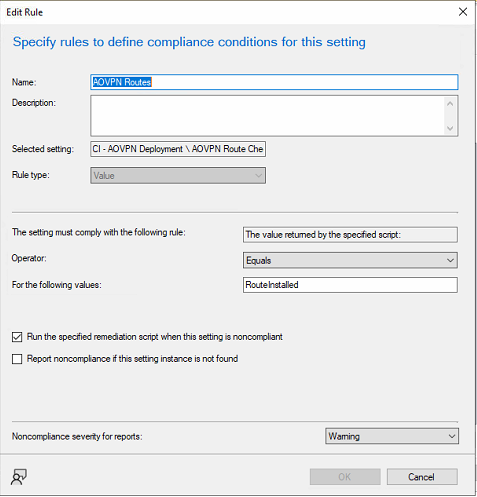 Edit Rule
Specify rules to define compliance conditions for this setting
Name:
AOVPN Routes
Description:
Selected setting:
CI - AOVPN Deployment \ AOVPN Route Che
Rule type:
Value
The setting must comply with the following rule:
The value returned by the specified script:
Operator:
Equals
For the following values:
RouteInstalled
Run the specified remediation script when this setting is noncompliant
Report noncompliance if this setting instance is not found
Noncompliance severity for reports:
Warning
OK
Cancel